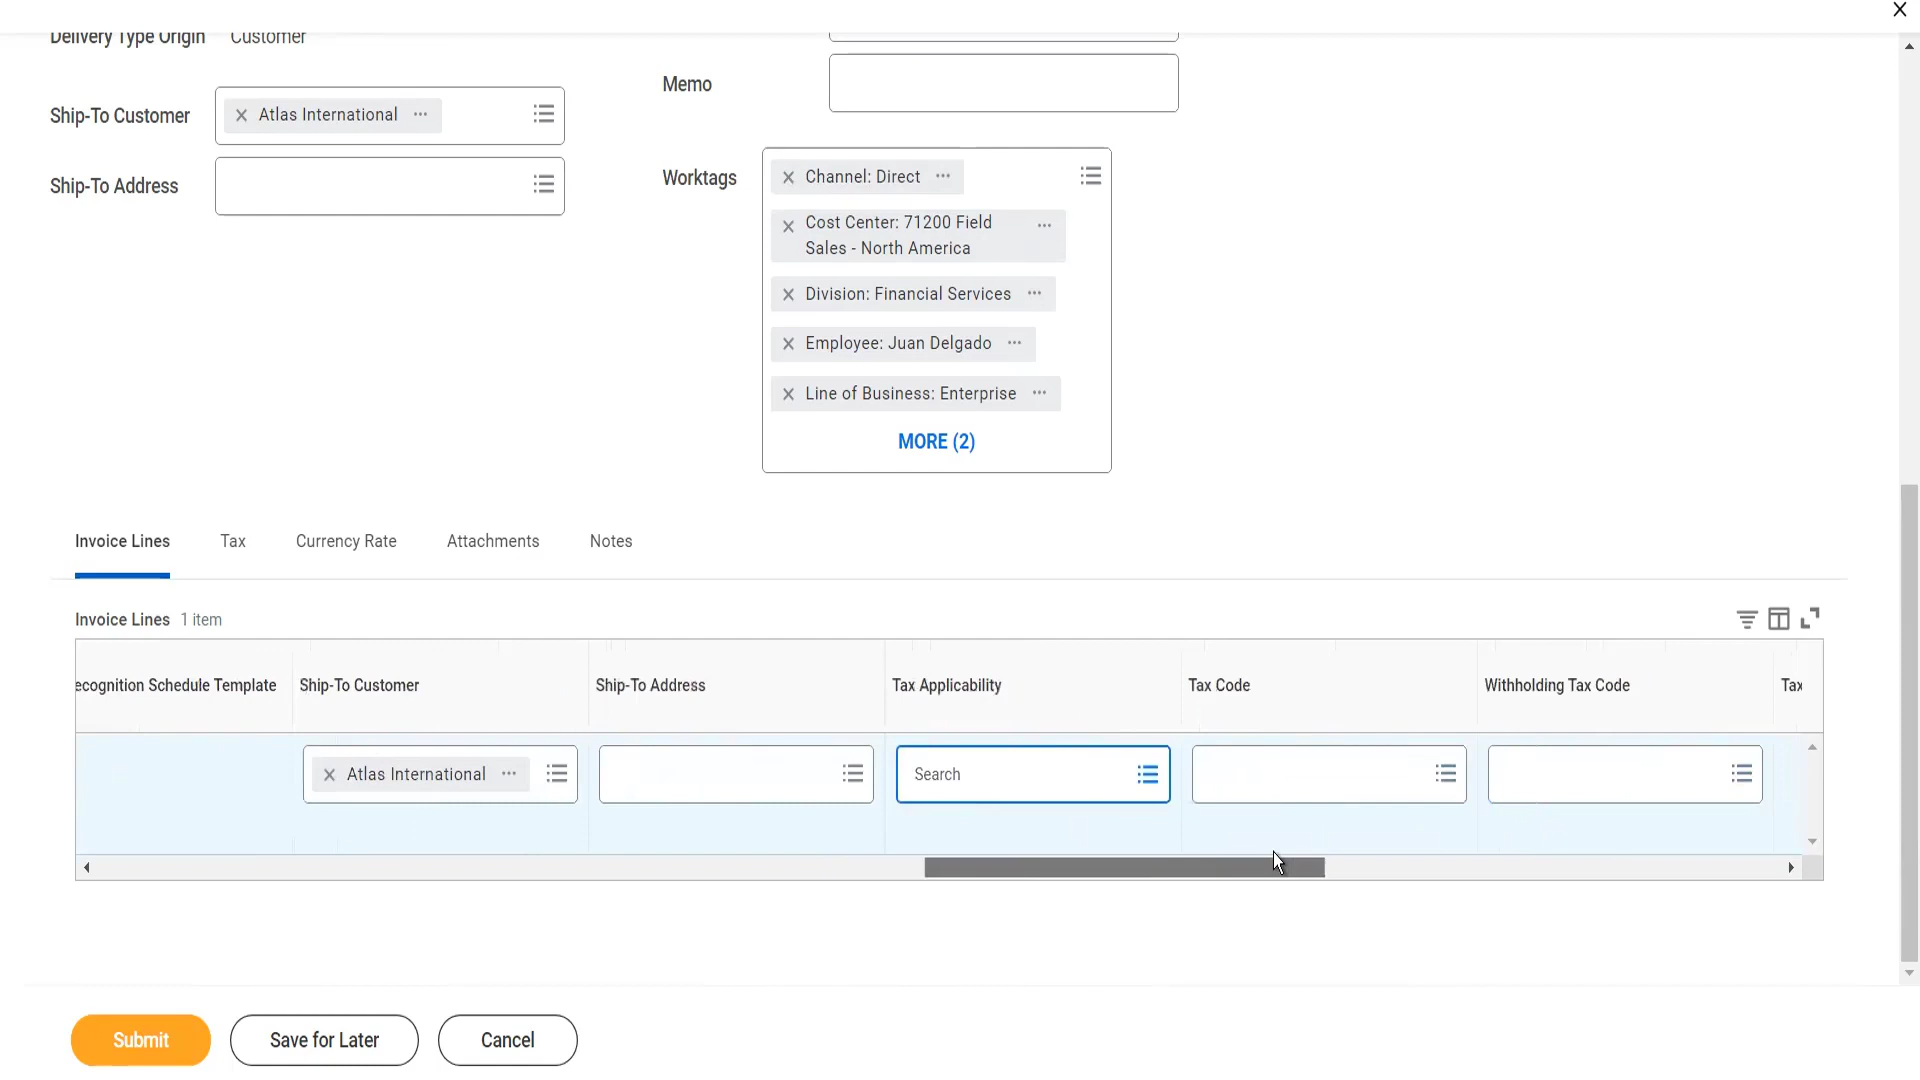 Delivery Type Origin Customer
Ship-To Customer Atlas International
Ship-To Address
Memo
Worktags
Channel: Direct
Cost Center: 71200 Field
Sales - North America
Division: Financial Services
Employee: Juan Delgado
Line of Business: Enterprise
MORE (2)
Invoice Lines Tax Currency Rate Attachments Notes
Invoice Lines 1 item
ecognition Schedule Template Ship-To Customer Ship-To Address Tax Applicability Tax Code Withholding Tax Code Tax
Atlas International Search
Submit Save for Later Cancel